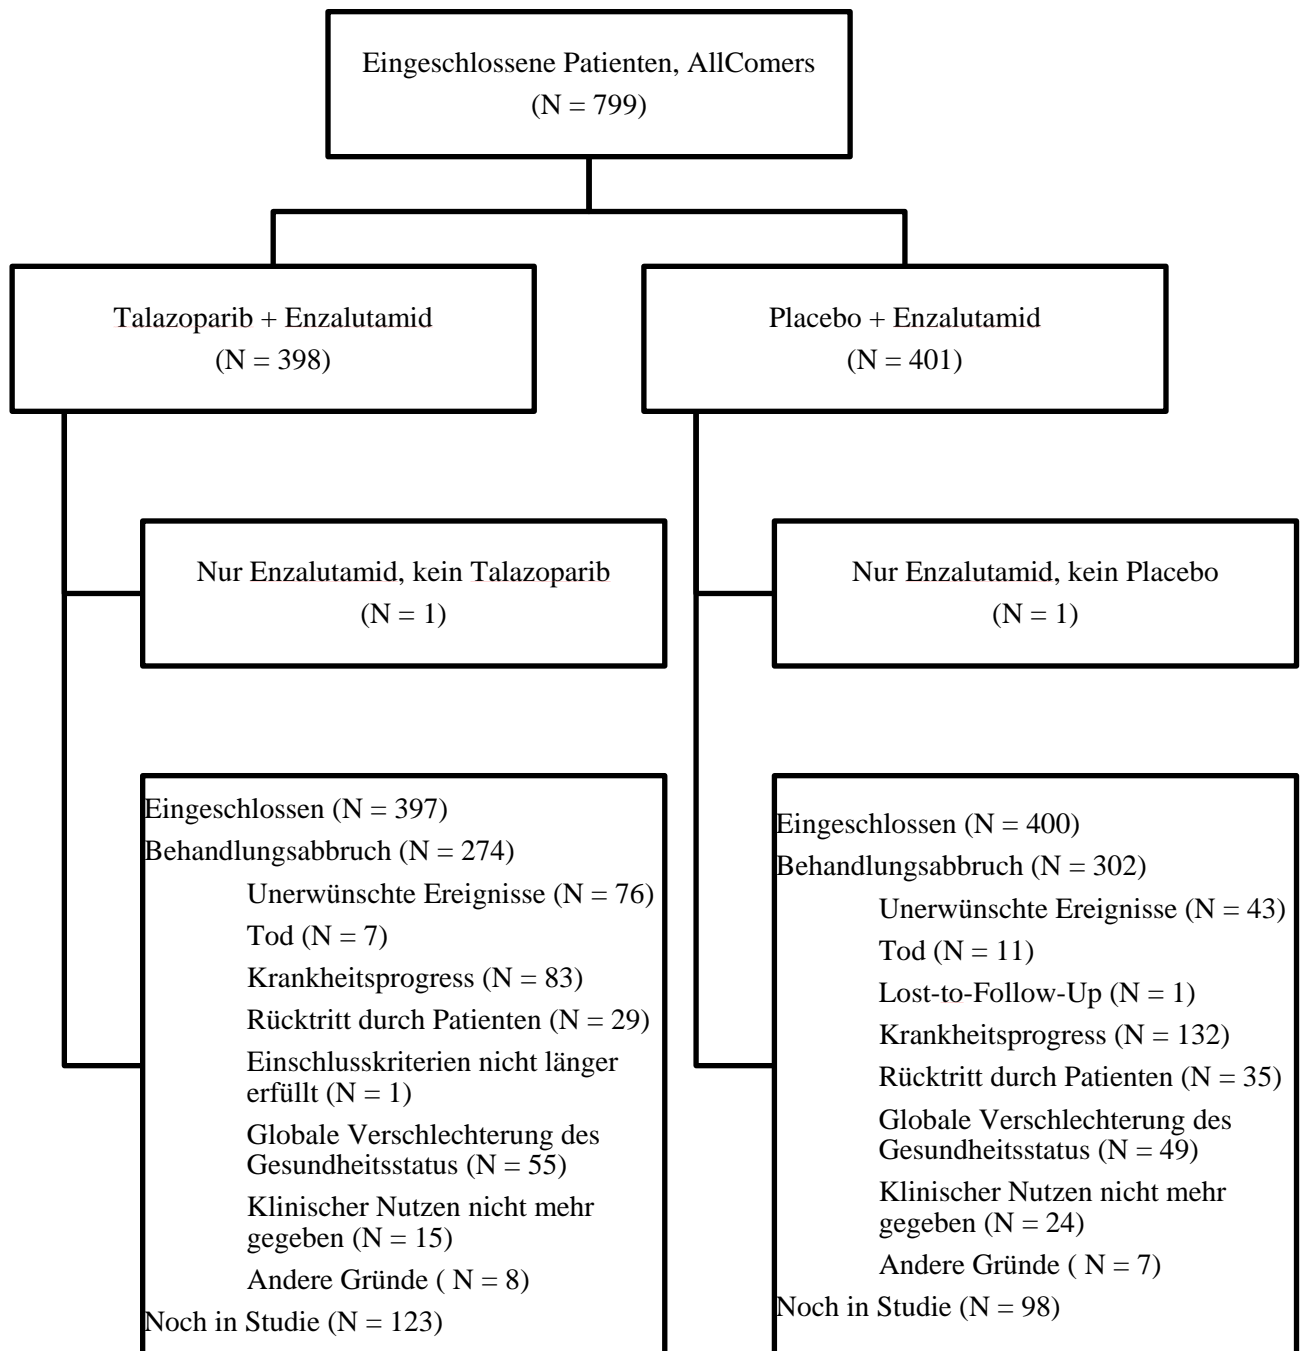 Eingeschlossene Patienten, AllComers
(N = 799)
Talazoparib + Enzalutamid
(N = 398)
Placebo + Enzalutamid
(N = 401)
Nur Enzalutamid, kein Talazoparib
(N = 1)
Nur Enzalutamid, kein Placebo
(N = 1)
Eingeschlossen (N = 397)
Behandlungsabbruch (N = 274)
Unerwünschte Ereignisse (N = 76)
Tod (N = 7)
Krankheitsprogress (N = 83)
Rücktritt durch Patienten (N = 29)
Einschlusskriterien nicht länger
erfüllt (N = 1)
Globale Verschlechterung des
Gesundheitsstatus (N = 55)
Klinischer Nutzen nicht mehr
gegeben (N = 15)
Andere Gründe ( N = 8)
Noch in Studie (N = 123)
Eingeschlossen (N = 400)
Behandlungsabbruch (N = 302)
Unerwünschte Ereignisse (N = 43)
Tod (N = 11)
Lost-to-Follow-Up (N = 1)
Krankheitsprogress (N = 132)
Rücktritt durch Patienten (N = 35)
Globale Verschlechterung des
Gesundheitsstatus (N = 49)
Klinischer Nutzen nicht mehr
gegeben (N = 24)
Andere Gründe ( N = 7)
Noch in Studie (N = 98)